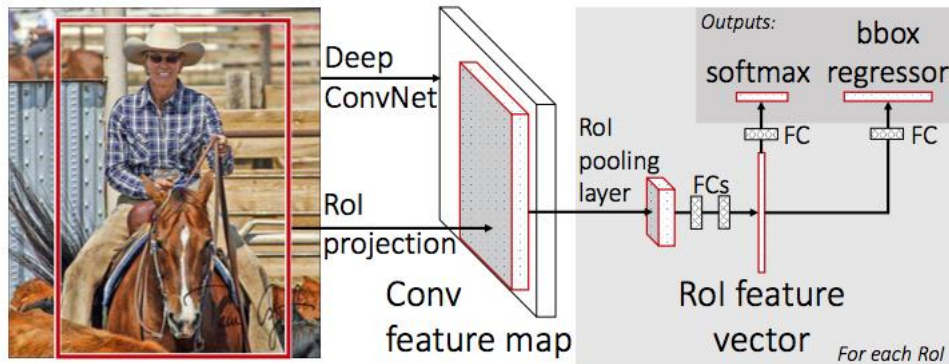 Deep
ConvNet
RoI
projection
Conv
feature map
RoI
pooling
layer
FCs
RoI feature
vector
Outputs:
softmax
bbox
regressor
FC
FC
For each RoI